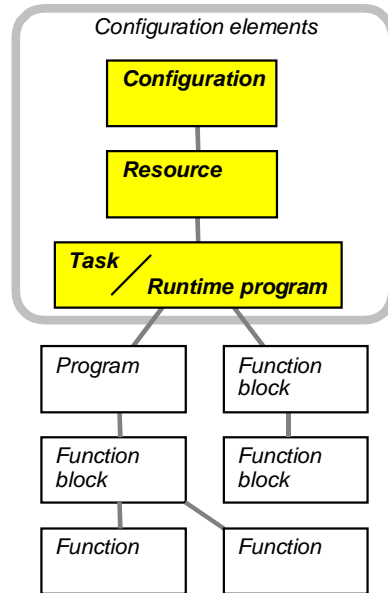 Configuration elements
Configuration
Resource
Task
Runtime program
Program
Function
block
Function
block
Function
block
Function
Function